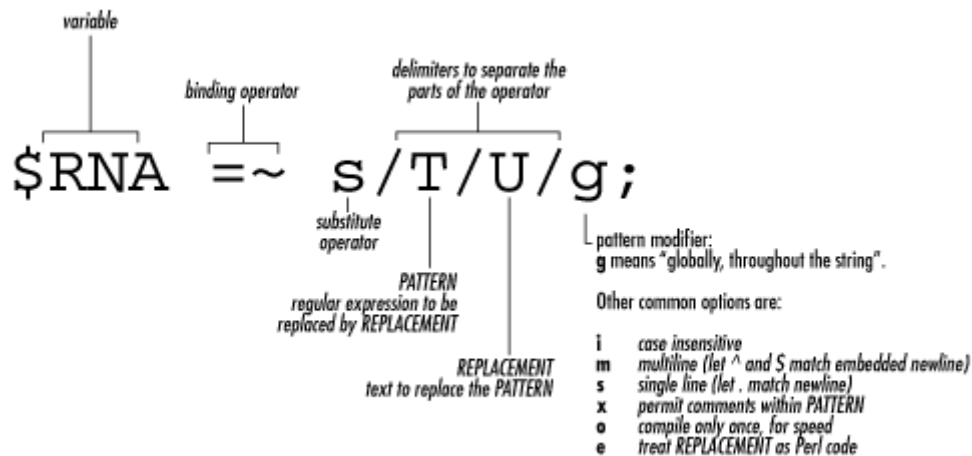 variable
binding operator
delimiters to separate the
parts of the operator
$RNA =~ s/T/U/g;
substitute
operator
pattern modifier:
g means "globally, throughout the string".
PATTERN
regular expression to be
replaced by REPLACEMENT
Other common options are:
REPLACEMENT
text to replace the PATTERN
i case insensitive
m multiline (let ^ and $ match embedded newline)
s single line (let . match newline)
x permit comments within PATTERN
o compile only once, for speed
e treat REPLACEMENT as Perl code